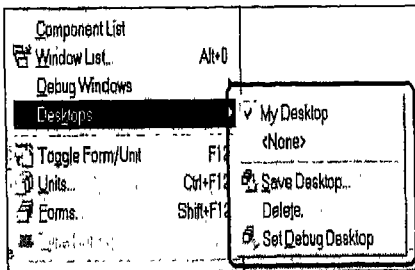 Component List
Window List... Alt+0
Debug Windows
Desktops
My Desktop
<None>
Toggle Form/Unit F12
Units... Ctrl+F12
Save Desktop...
Forms. Shift+F12
Delete.
Set Debug Desktop